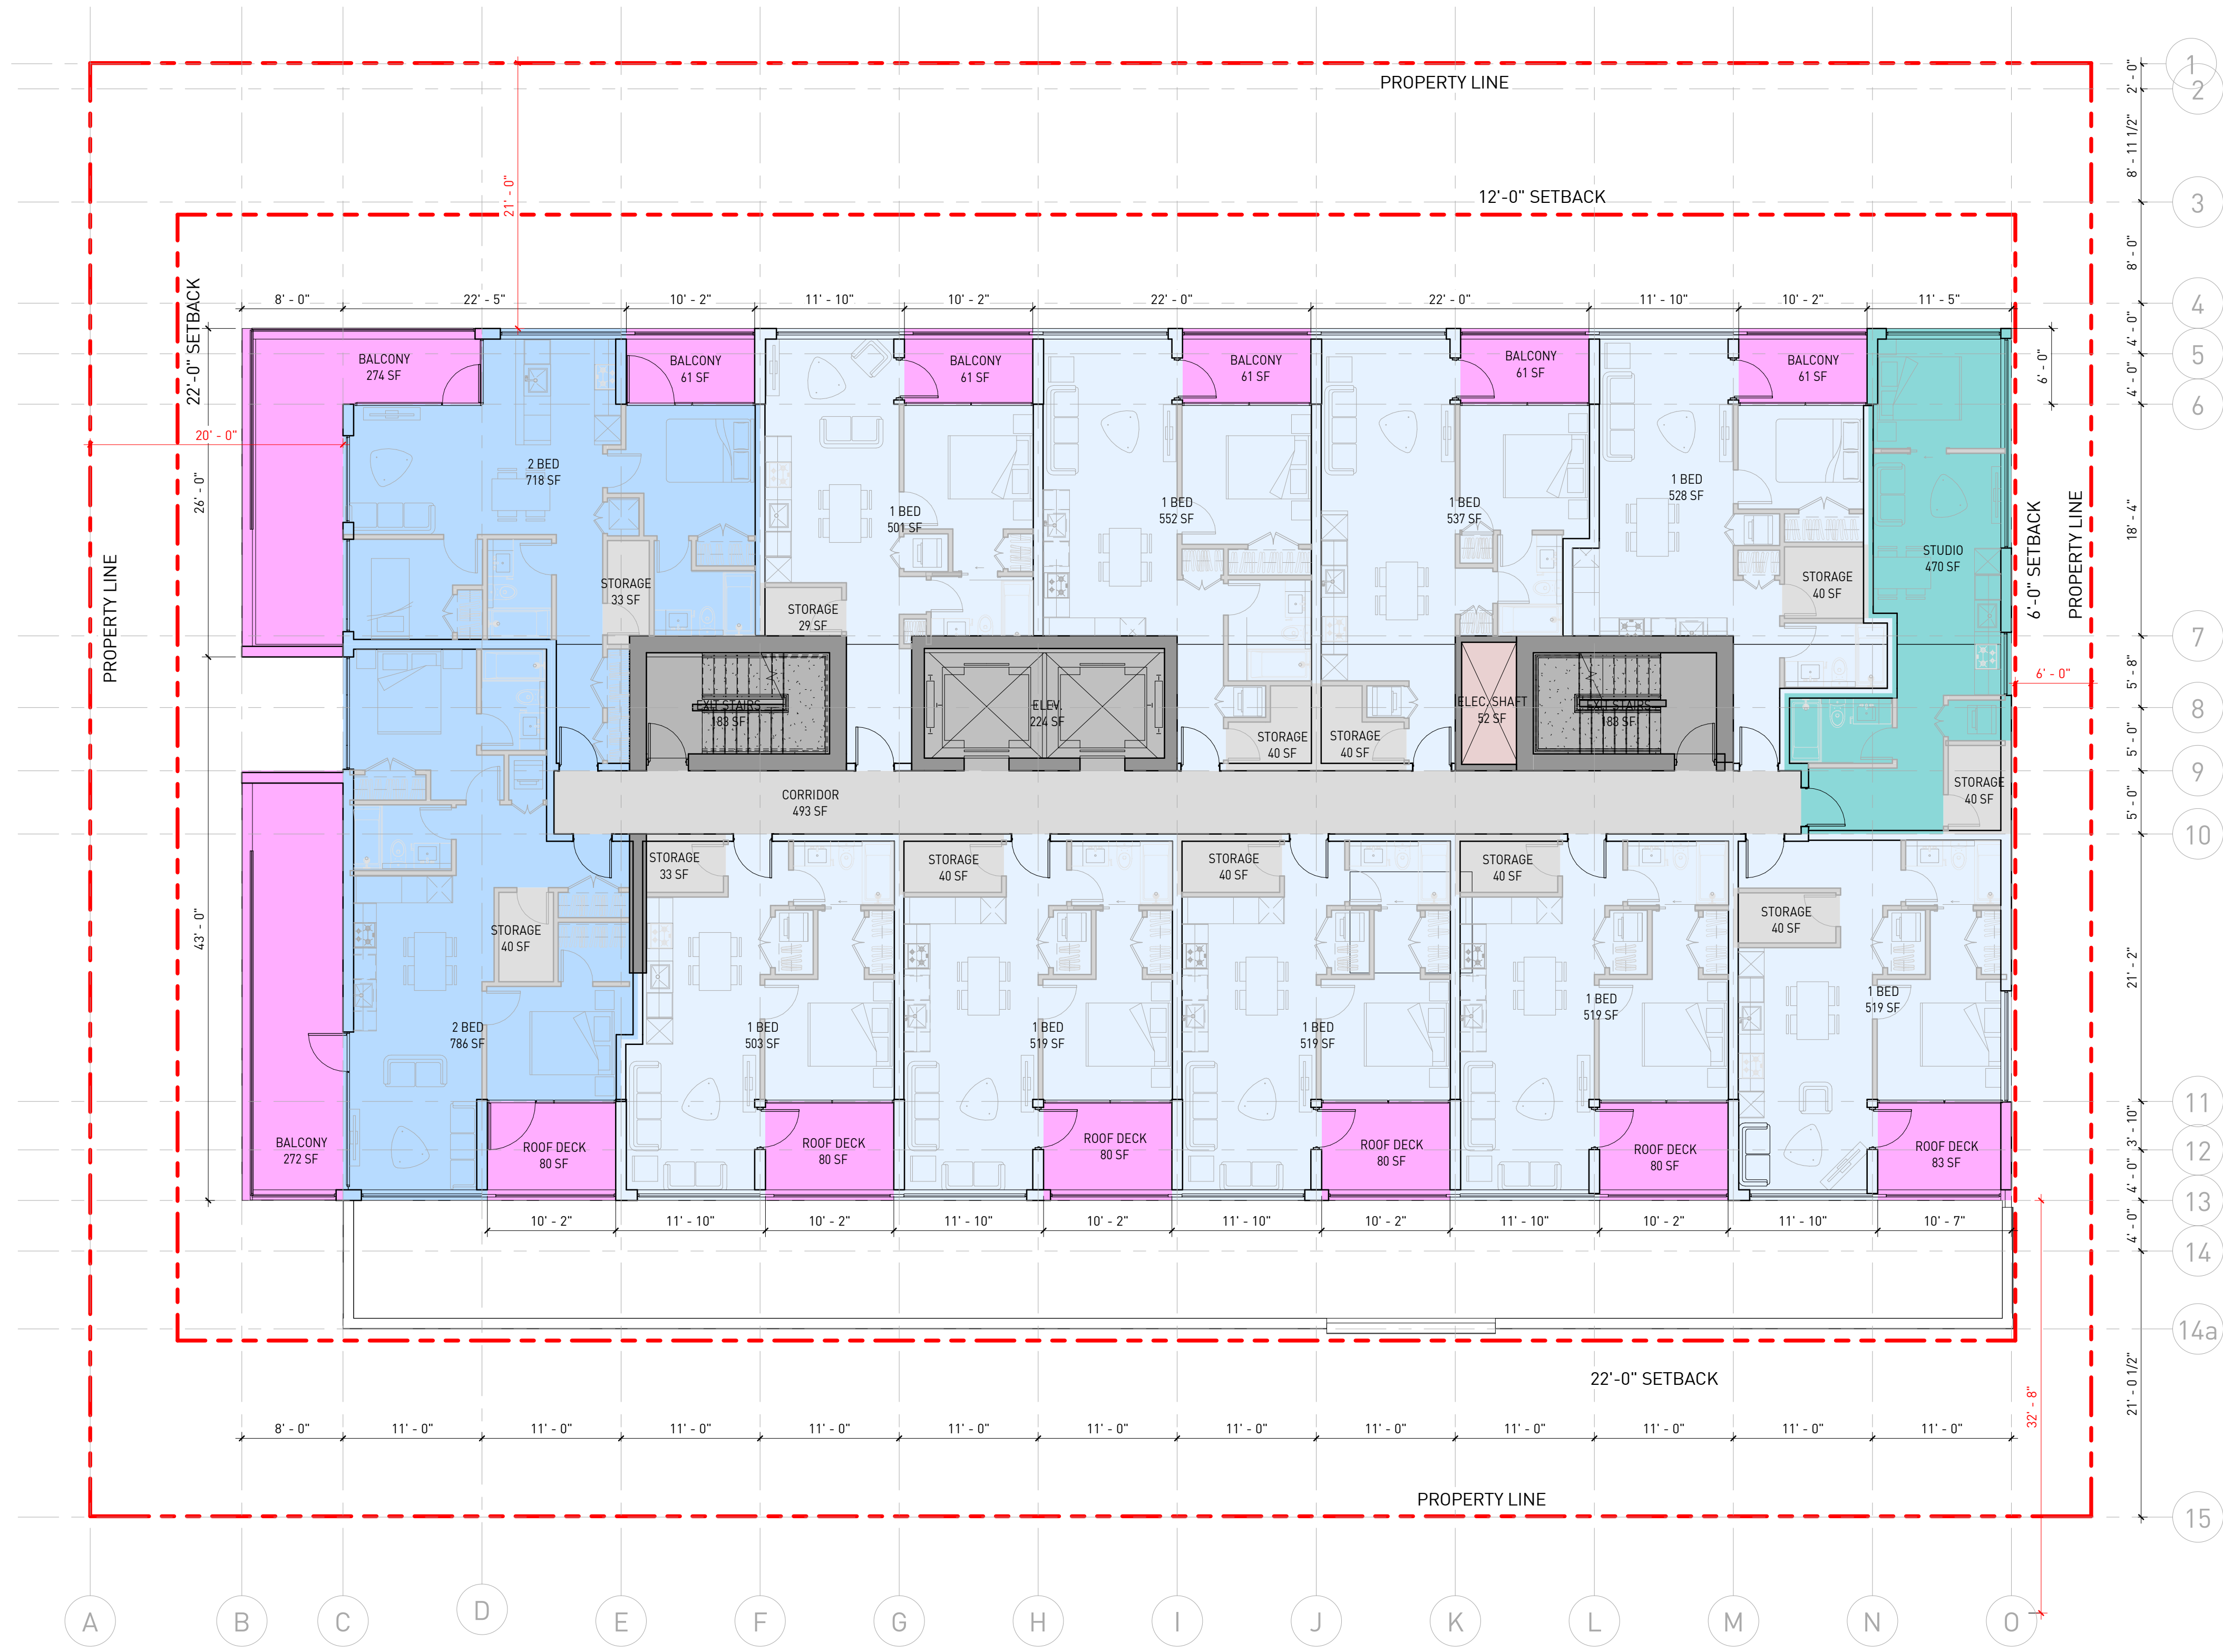 PROPERTY LINE
1
2' - 0"
2
8' - 11 1/2"
21' - 0"
12'-0" SETBACK
3
8' - 0"
22'-0" SETBACK
8' - 0"
22' - 5"
10' - 2"
11' - 10"
10' - 2"
22' - 0"
22' - 0"
11' - 10"
10' - 2"
11' - 5"
4
4' - 0"
5
4' - 0"
6
6' - 0"
BALCONY
274 SF
BALCONY
61 SF
BALCONY
61 SF
BALCONY
61 SF
BALCONY
61 SF
BALCONY
61 SF
20' - 0"
26' - 0"
2 BED
718 SF
1 BED
501 SF
1 BED
552 SF
1 BED
537 SF
1 BED
528 SF
STUDIO
470 SF
18' - 4"
6'-0" SETBACK
PROPERTY LINE
PROPERTY LINE
STORAGE
33 SF
STORAGE
29 SF
STORAGE
40 SF
7
5' - 8"
6' - 0"
8
EXIT STAIRS
183 SF
ELEV.
224 SF
ELEC. SHAFT
52 SF
EXIT STAIRS
183 SF
STORAGE
40 SF
STORAGE
40 SF
5' - 0"
9
CORRIDOR
493 SF
STORAGE
40 SF
5' - 0"
10
STORAGE
33 SF
STORAGE
40 SF
STORAGE
40 SF
STORAGE
40 SF
STORAGE
40 SF
STORAGE
40 SF
43' - 0"
21' - 2"
2 BED
786 SF
1 BED
503 SF
1 BED
519 SF
1 BED
519 SF
1 BED
519 SF
1 BED
519 SF
11
3' - 10"
12
4' - 0"
13
BALCONY
272 SF
ROOF DECK
80 SF
ROOF DECK
80 SF
ROOF DECK
80 SF
ROOF DECK
80 SF
ROOF DECK
80 SF
ROOF DECK
83 SF
10' - 2"
11' - 10"
10' - 2"
11' - 10"
10' - 2"
11' - 10"
10' - 2"
11' - 10"
10' - 2"
11' - 10"
10' - 7"
4' - 0"
14
14a
22'-0" SETBACK
21' - 0 1/2"
32' - 8"
8' - 0"
11' - 0"
11' - 0"
11' - 0"
11' - 0"
11' - 0"
11' - 0"
11' - 0"
11' - 0"
11' - 0"
11' - 0"
11' - 0"
11' - 0"
PROPERTY LINE
15
A
B
C
D
E
F
G
H
I
J
K
L
M
N
O